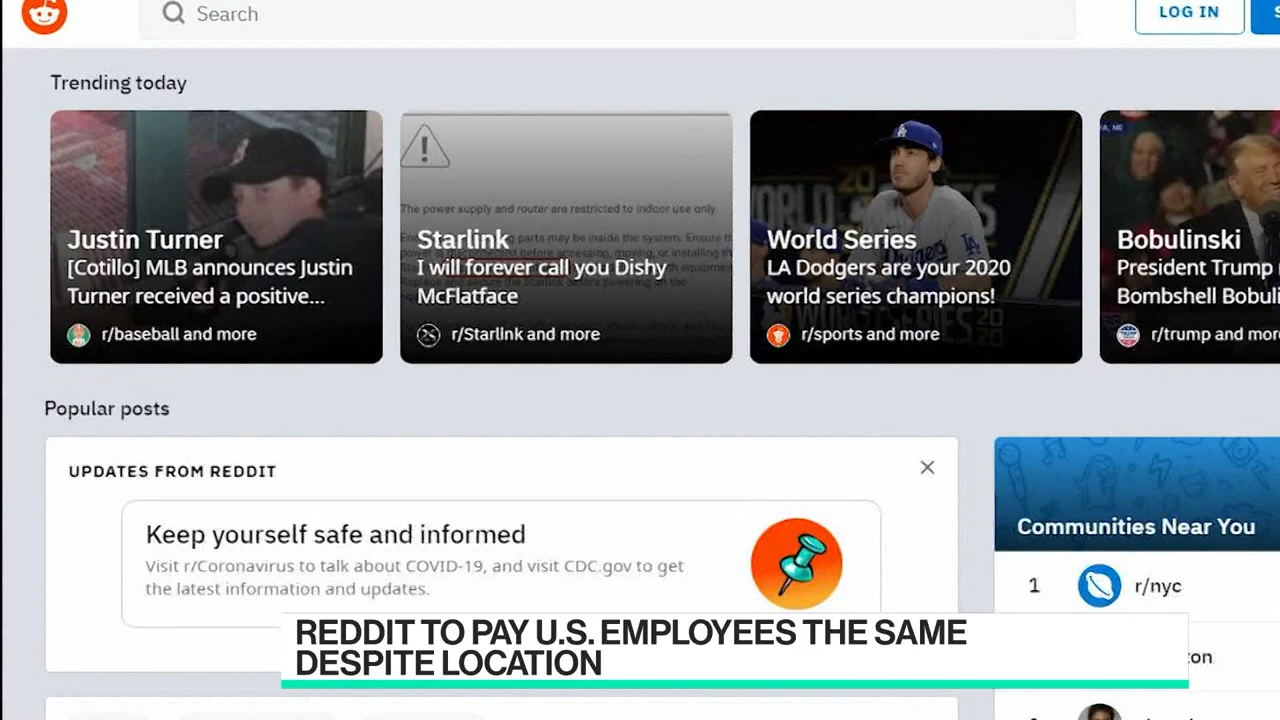 Search
LOG IN
Trending today
A, NE
The power supply and router are restricted to indoor use only.
Justin Turner
[Cotillo] MLB announces Justin
Turner received a positive...
r/baseball and more
Starlink
I will forever call you Dishy
McFlatface
r/Starlink and more
World Series
LA Dodgers are your 2020
world series champions!
r/sports and more
Bobulinski
President Trump
Bombshell Bobuli
r/trump and mor
Popular posts
UPDATES FROM REDDIT
Keep yourself safe and informed
Visit r/Coronavirus to talk about COVID-19, and visit CDC.gov to get
the latest information and updates.
Communities Near You
1 r/nyc
ton
REDDIT TO PAY U.S. EMPLOYEES THE SAME
DESPITE LOCATION